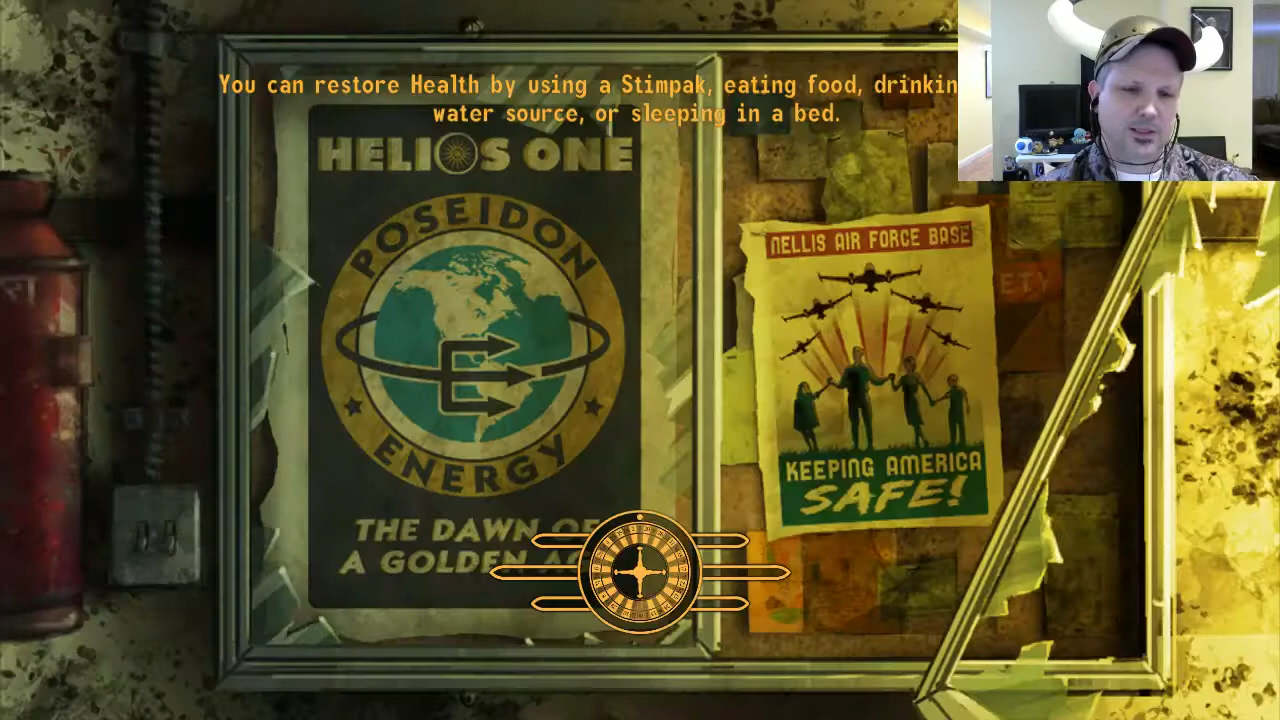 You can restore Health by using a Stimpak, eating food, drinkin
water source, or sleeping in a bed.
HELIOS ONE
POSEIDON
ENERGY
THE DAWN OF
A GOLDEN
NELLIS AIR FORCE BASE
KEEPING AMERICA
SAFE!